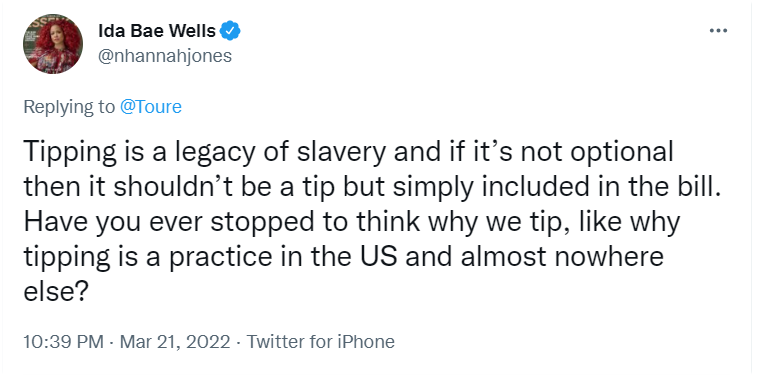 Ida Bae Wells
@nhannahjones
Replying to @Toure
Tipping is a legacy of slavery and if it’s not optional
then it shouldn’t be a tip but simply included in the bill.
Have you ever stopped to think why we tip, like why
tipping is a practice in the US and almost nowhere
else?
10:39 PM · Mar 21, 2022 · Twitter for iPhone